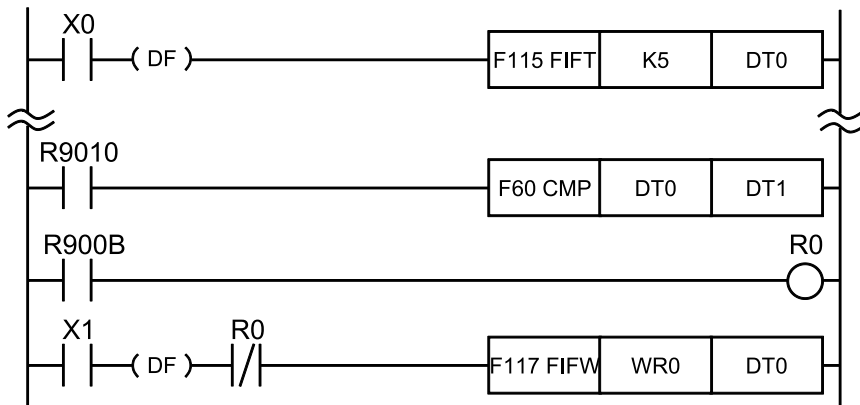 X0
( DF )
F115 FIFT K5 DT0
R9010
F60 CMP DT0 DT1
R900B
R0
X1
( DF )
R0
F117 FIFW WR0 DT0